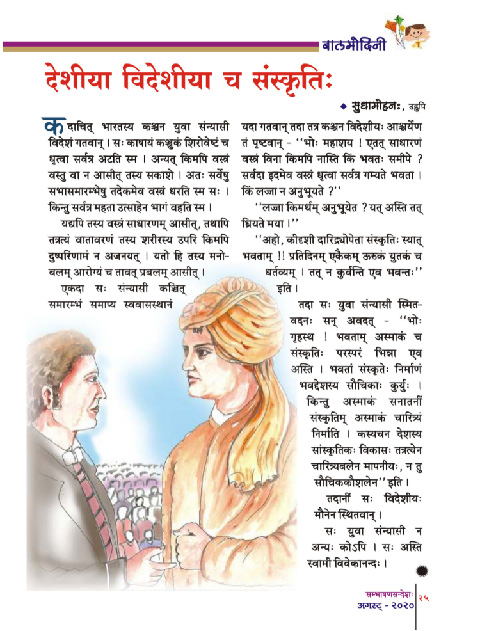 बालमोदिनी
देशीया विदेशीया च संस्कृतिः
◆ सुधामोहनः, उडुपि
कदाचित् भारतस्य कश्चन युवा संन्यासी
विदेशं गतवान् । सः काषायं कञ्चुकं शिरोवेष्टं च
धृत्वा सर्वत्र अटति स्म । अन्यत् किमपि वस्त्रं
वस्तु वा न आसीत् तस्य सकाशे । अतः सर्वेषु
सभासमारम्भेषु तदेकमेव वस्त्रं धरति स्म सः ।
किन्तु सर्वत्र महता उत्साहेन भागं वहति स्म ।
यद्यपि तस्य वस्त्रं साधारणम् आसीत्, तथापि
तत्रत्यं वातावरणं तस्य शरीरस्य उपरि किमपि
दुष्परिणामं न अजनयत् । यतो हि तस्य मनो-
बलम् आरोग्यं च तावत् प्रबलम् आसीत् ।
एकदा सः संन्यासी कञ्चित्
समारम्भं समाप्य स्ववासस्थानं
यदा गतवान् तदा तत्र कश्चन विदेशीयः आश्चर्येण
तं पृष्टवान् - ‘‘भोः महाशय ! एतत् साधारणं
वस्त्रं विना किमपि नास्ति किं भवतः समीपे ?
सर्वदा इदमेव वस्त्रं धृत्वा सर्वत्र गम्यते भवता ।
किं लज्जा न अनुभूयते ?’’
‘‘लज्जा किमर्थम् अनुभूयेत ? यत् अस्ति तत्
ध्रियते मया ।’’
‘‘अहो, कीदृशी दारिद्र्योपेता संस्कृतिः स्यात्
भवताम् !! प्रतिदिनम् एकैकम् ऊरुकं युतकं च
धर्तव्यम् । तत् न कुर्वन्ति एव भवन्तः’’
इति ।
तदा सः युवा संन्यासी स्मित-
वदनः सन् अवदत् - ‘‘भोः
गृहस्थ ! भवताम् अस्माकं च
संस्कृतिः परस्परं भिन्ना एव
अस्ति । भवतां संस्कृतेः निर्माणं
भवद्देशस्य सौचिकाः कुर्युः ।
किन्तु अस्माकं सनातनीं
संस्कृतिम् अस्माकं चारित्र्यं
निर्माति । कस्यचन देशस्य
सांस्कृतिकः विकासः तत्रत्येन
चारित्र्यबलेन मापनीयः, न तु
सौचिककौशलेन’’ इति ।
तदानीं सः विदेशीयः
मौनेन स्थितवान् ।
सः युवा संन्यासी न
अन्यः कोऽपि । सः अस्ति
स्वामी विवेकानन्दः ।
सम्भाषणसन्देशः
अगस्ट् - २०२०
२५